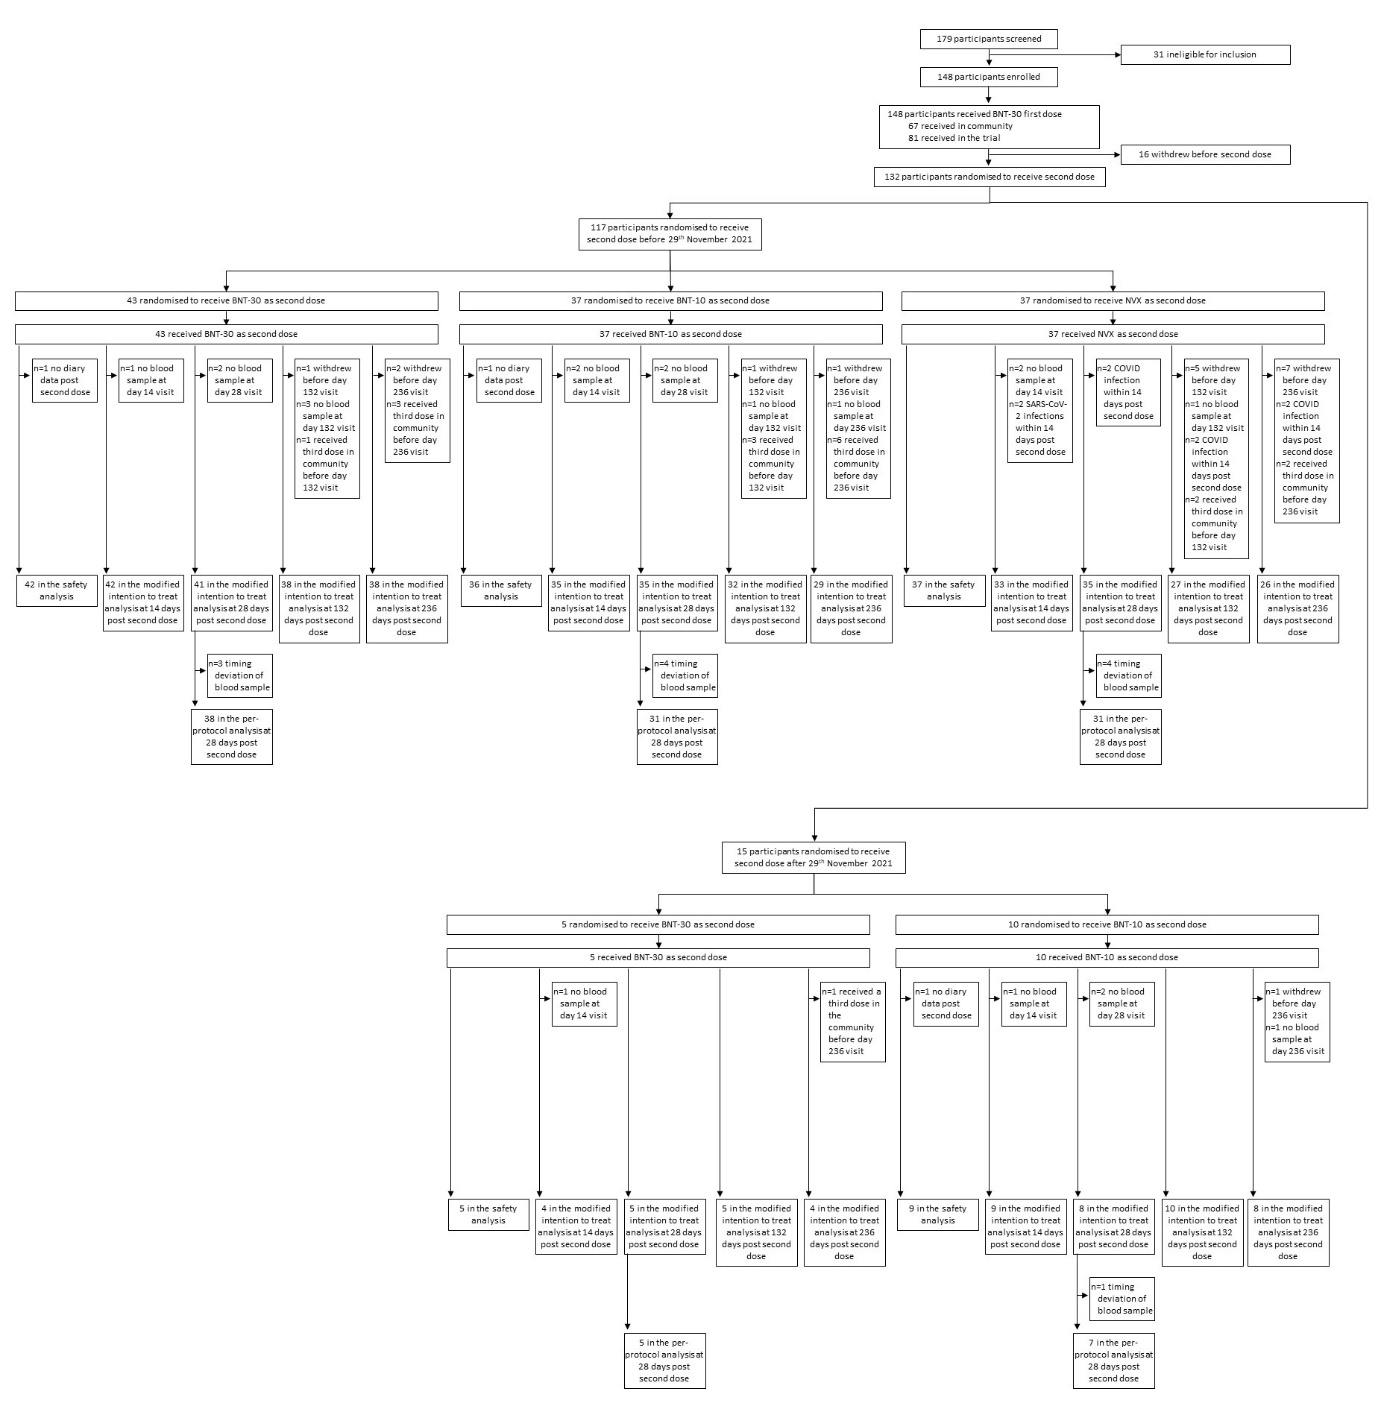 179 participants screened
31 ineligible for inclusion
148 participants enrolled
148 participants received BNT-30 first dose
67 received in community
81 received in the trial
16 withdrew before second dose
132 participants randomised to receive second dose
117 participants randomised to receive
second dose before 29th November 2021
43 randomised to receive BNT-30 as second dose
37 randomised to receive BNT-10 as second dose
37 randomised to receive NVX as second dose
43 received BNT-30 as second dose
37 received BNT-10 as second dose
37 received NVX as second dose
n=1 no diary
data post
second dose
n=1 no blood
sample at
day 14 visit
n=2 no blood
sample at
day 28 visit
n=1 withdrew
before day
132 visit
n=3 no blood
sample at
day 132 visit
n=1 received
third dose in
community
before day
132 visit
n=2 withdrew
before day
236 visit
n=3 received
third dose in
community
before day
236 visit
n=1 no diary
data post
second dose
n=2 no blood
sample at
day 14 visit
n=2 no blood
sample at
day 28 visit
n=1 withdrew
before day
132 visit
n=1 no blood
sample at
day 132 visit
n=3 received
third dose in
community
before day
132 visit
n=1 withdrew
before day
236 visit
n=1 no blood
sample at
day 236 visit
n=6 received
third dose in
community
before day
236 visit
n=2 no blood
sample at
day 14 visit
n=2 SARS-CoV-
2 infections
within 14
days post
second dose
n=2 COVID
infection
within 14
days post
second dose
n=5 withdrew
before day
132 visit
n=1 no blood
sample at
day 132 visit
n=2 COVID
infection
within 14
days post
second dose
n=2 received
third dose in
community
before day
132 visit
n=7 withdrew
before day
236 visit
n=2 COVID
infection
within 14
days post
second dose
n=2 received
third dose in
community
before day
236 visit
42 in the safety
analysis
42 in the modified
intention to treat
analysis at 14 days
post second dose
41 in the modified
intention to treat
analysis at 28 days
post second dose
38 in the modified
intention to treat
analysis at 132
days post second
dose
38 in the modified
intention to treat
analysis at 236
days post second
dose
36 in the safety
analysis
35 in the modified
intention to treat
analysis at 14 days
post second dose
35 in the modified
intention to treat
analysis at 28 days
post second dose
32 in the modified
intention to treat
analysis at 132
days post second
dose
29 in the modified
intention to treat
analysis at 236
days post second
dose
37 in the safety
analysis
33 in the modified
intention to treat
analysis at 14 days
post second dose
35 in the modified
intention to treat
analysis at 28 days
post second dose
27 in the modified
intention to treat
analysis at 132
days post second
dose
26 in the modified
intention to treat
analysis at 236
days post second
dose
n=3 timing
deviation of
blood sample
n=4 timing
deviation of
blood sample
n=4 timing
deviation of
blood sample
38 in the per-
protocol analysis at
28 days post
second dose
31 in the per-
protocol analysis at
28 days post
second dose
31 in the per-
protocol analysis at
28 days post
second dose
15 participants randomised to receive
second dose after 29th November 2021
5 randomised to receive BNT-30 as second dose
10 randomised to receive BNT-10 as second dose
5 received BNT-30 as second dose
10 received BNT-10 as second dose
n=1 no blood
sample at
day 14 visit
n=1 received a
third dose in
the
community
before day
236 visit
n=1 no diary
data post
second dose
n=1 no blood
sample at
day 14 visit
n=2 no blood
sample at
day 28 visit
n=1 withdrew
before day
236 visit
n=1 no blood
sample at
day 236 visit
5 in the safety
analysis
4 in the modified
intention to treat
analysis at 14 days
post second dose
5 in the modified
intention to treat
analysis at 28 days
post second dose
5 in the modified
intention to treat
analysis at 132
days post second
dose
4 in the modified
intention to treat
analysis at 236
days post second
dose
9 in the safety
analysis
9 in the modified
intention to treat
analysis at 14 days
post second dose
8 in the modified
intention to treat
analysis at 28 days
post second dose
10 in the modified
intention to treat
analysis at 132
days post second
dose
8 in the modified
intention to treat
analysis at 236
days post second
dose
n=1 timing
deviation of
blood sample
5 in the per-
protocol analysis at
28 days post
second dose
7 in the per-
protocol analysis at
28 days post
second dose